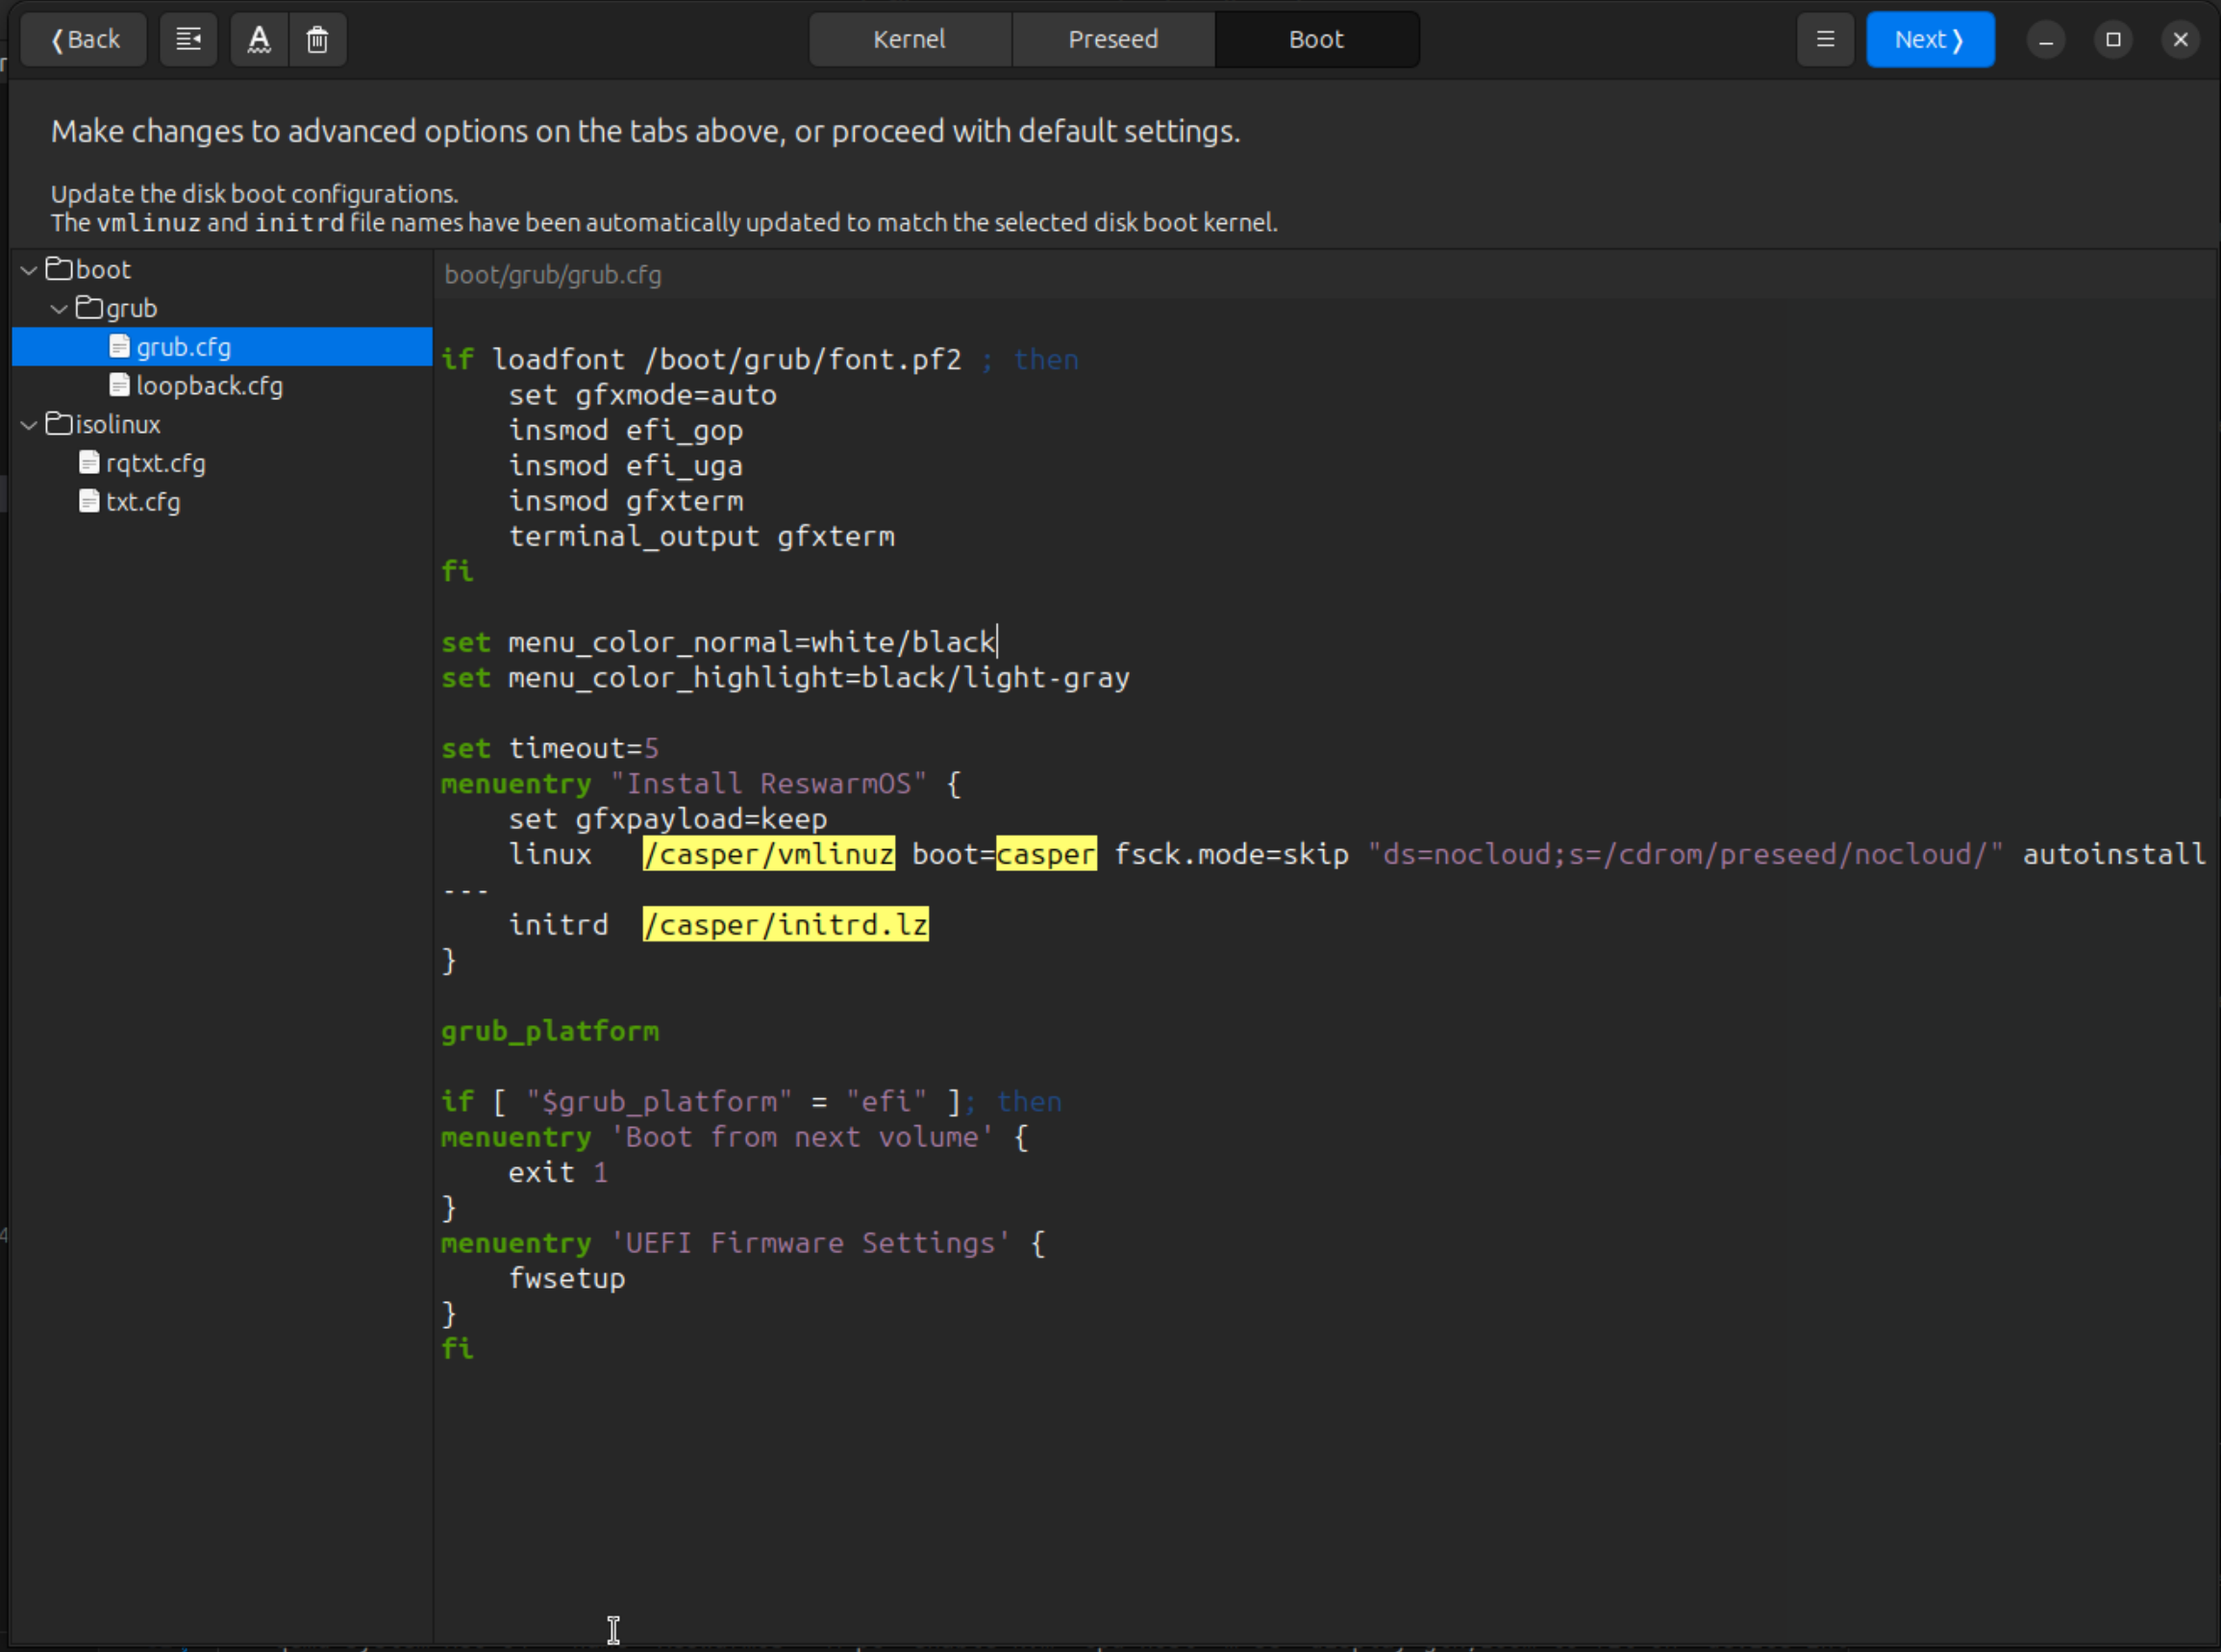 Back
Kernel
Preseed
Boot
Next
Make changes to advanced options on the tabs above, or proceed with default settings.
Update the disk boot configurations.
The vmlinuz and initrd file names have been automatically updated to match the selected disk boot kernel.
boot
grub
grub.cfg
loopback.cfg
isolinux
rqtxt.cfg
txt.cfg
boot/grub/grub.cfg
if loadfont /boot/grub/font.pf2 ; then
    set gfxmode=auto
    insmod efi_gop
    insmod efi_uga
    insmod gfxterm
    terminal_output gfxterm
fi
set menu_color_normal=white/black
set menu_color_highlight=black/light-gray
set timeout=5
menuentry "Install ReswarmOS" {
    set gfxpayload=keep
    linux   /casper/vmlinuz boot=casper fsck.mode=skip "ds=nocloud;s=/cdrom/preseed/nocloud/" autoinstall
---
    initrd  /casper/initrd.lz
}
grub_platform
if [ "$grub_platform" = "efi" ]; then
menuentry 'Boot from next volume' {
    exit 1
}
menuentry 'UEFI Firmware Settings' {
    fwsetup
}
fi